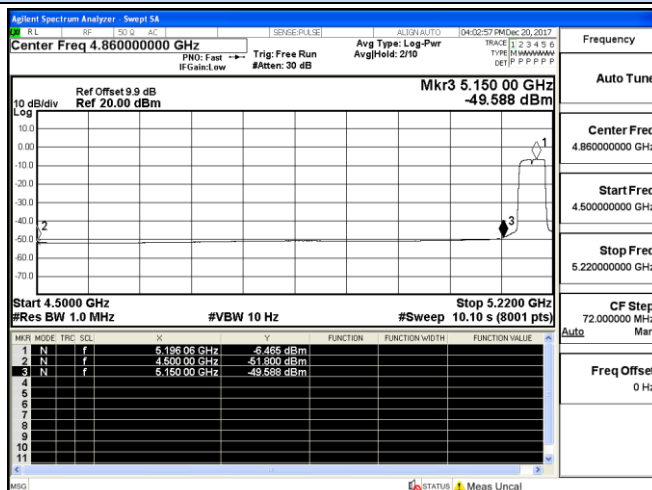 Agilent Spectrum Analyzer - Swept SA
RL RF 50 Ω AC SENSE:PULSE ALIGN AUTO 04:02:57 PM Dec 20, 2017
Center Freq 4.860000000 GHz
PNO: Fast
IFGain:Low
Trig: Free Run
#Atten: 30 dB
Avg Type: Log-Pwr
Avg|Hold: 2/10
TRACE 1 2 3 4 5 6
TYPE M WWWWW
DET P P P P P P
Ref Offset 9.9 dB
Ref 20.00 dBm
Mkr3 5.150 00 GHz
-49.588 dBm
10 dB/div
Log
10.0
0.00
-10.0
-20.0
-30.0
-40.0
-50.0
-60.0
-70.0
1
2
3
Start 4.5000 GHz Stop 5.2200 GHz
#Res BW 1.0 MHz #VBW 10 Hz #Sweep 10.10 s (8001 pts)
MKR MODE TRC SCL X Y FUNCTION FUNCTION WIDTH FUNCTION VALUE
1 N f 5.196 06 GHz -6.465 dBm
2 N f 4.500 00 GHz -51.800 dBm
3 N f 5.150 00 GHz -49.588 dBm
4
5
6
7
8
9
10
11
MSG STATUS Meas Uncal
Frequency
Auto Tune
Center Freq
4.860000000 GHz
Start Freq
4.500000000 GHz
Stop Freq
5.220000000 GHz
CF Step
72.000000 MHz
Auto Man
Freq Offset
0 Hz